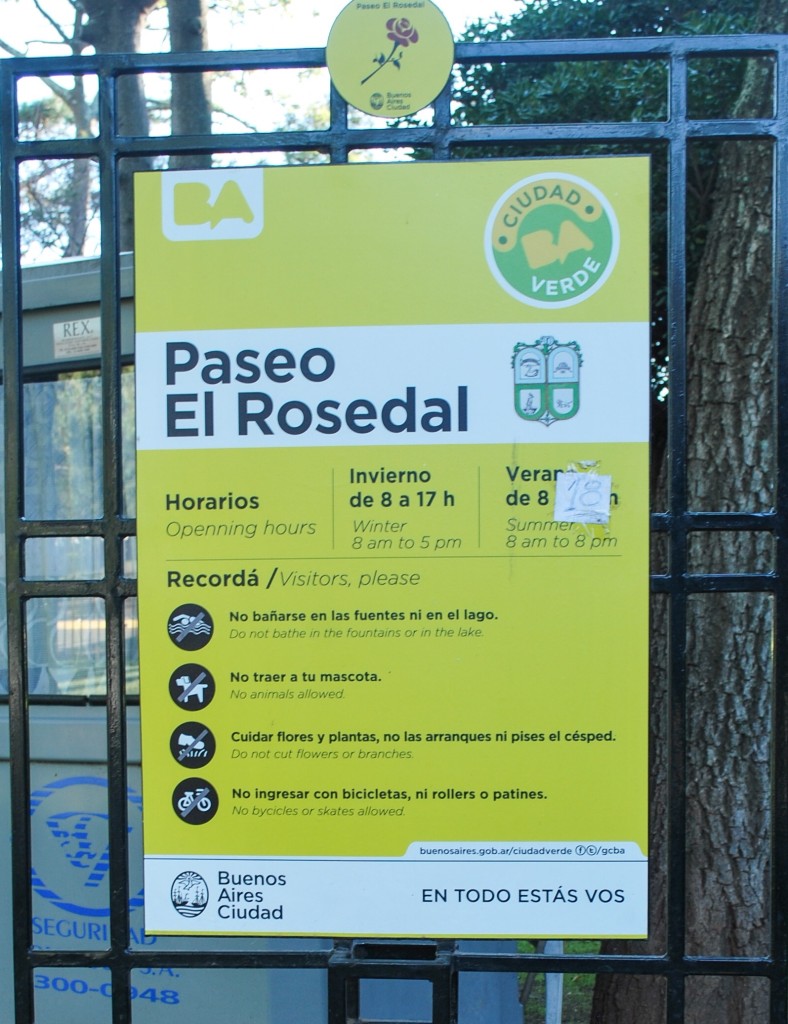 Paseo El Rosedal
Buenos
Aires
Ciudad
BA
CIUDAD
BA
VERDE
REX.
Paseo
El Rosedal
Horarios
Openning hours
Invierno
de 8 a 17 h
Winter
8 am to 5 pm
de 8 18 h
Summer
8 am to 8 pm
Recordá / Visitors, please
No bañarse en las fuentes ni en el lago.
Do not bathe in the fountains or in the lake.
No traer a tu mascota.
No animals allowed.
Cuidar flores y plantas, no las arranques ni pises el césped.
Do not cut flowers or branches.
No ingresar con bicicletas, ni rollers o patines.
No bycicles or skates allowed.
buenosaires.gob.ar/ciudadverde f t /gcba
Buenos
Aires
Ciudad
EN TODO ESTÁS VOS
S.A.